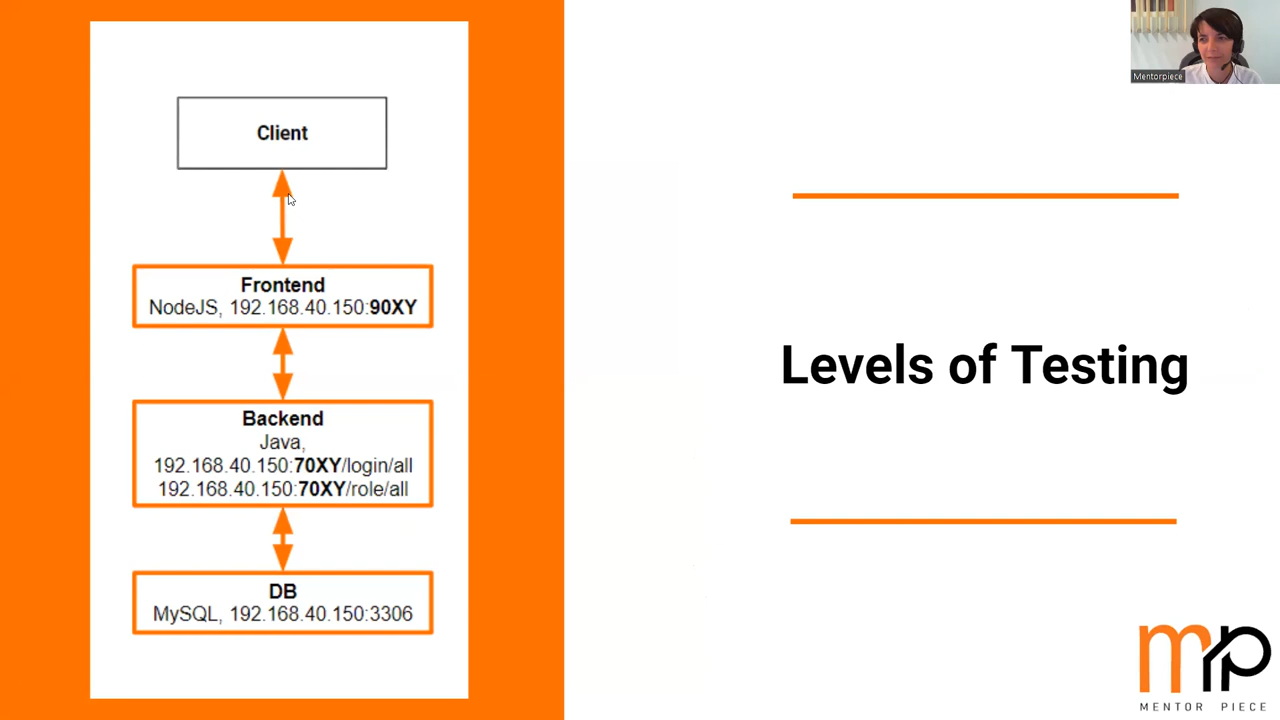 Client
Frontend
NodeJS, 192.168.40.150:90XY
Backend
Java,
192.168.40.150:70XY/login/all
192.168.40.150:70XY/role/all
DB
MySQL, 192.168.40.150:3306
Mentorpiece
Levels of Testing
mp
MENTOR PIECE